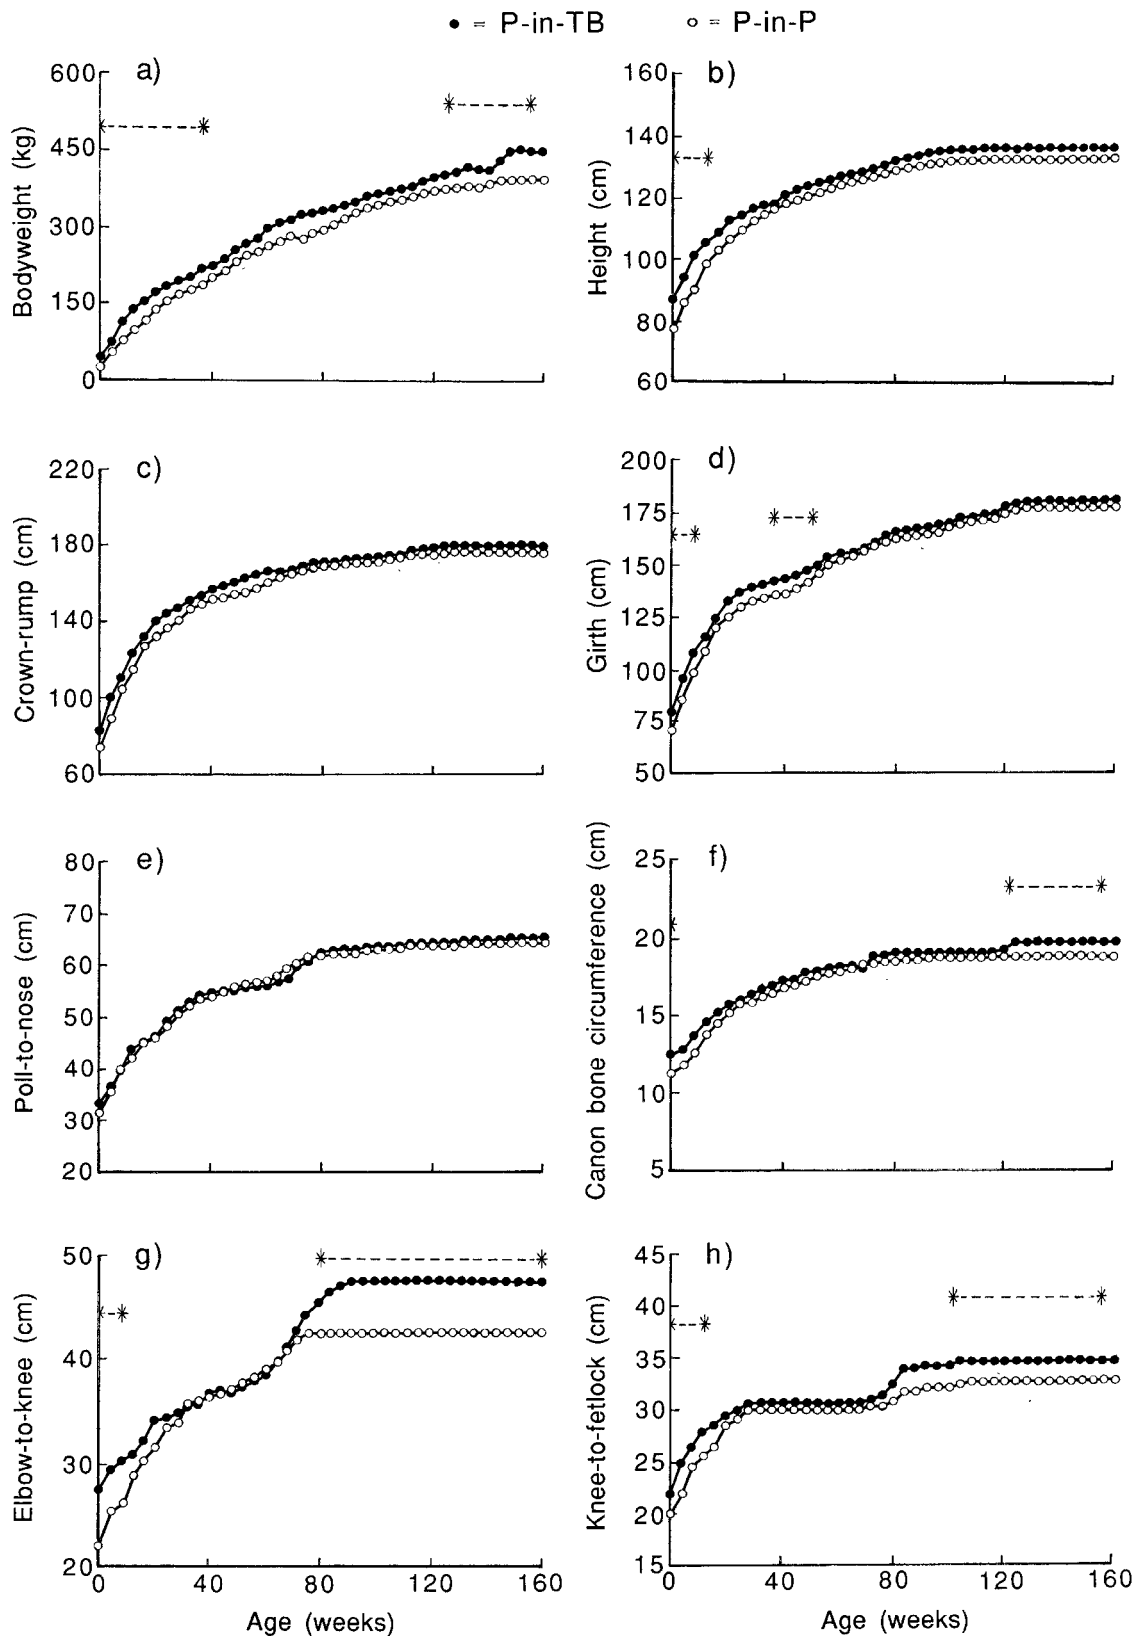 ● = P-in-TB ○ = P-in-P
a)
Bodyweight (kg)
600
450
300
150
0
b)
Height (cm)
160
140
120
100
80
60
c)
Crown-rump (cm)
220
180
140
100
60
d)
Girth (cm)
200
175
150
125
100
75
50
e)
Poll-to-nose (cm)
80
70
60
50
40
30
20
f)
Canon bone circumference (cm)
25
20
15
10
5
g)
Elbow-to-knee (cm)
50
40
30
20
0 40 80 120 160
Age (weeks)
h)
Knee-to-fetlock (cm)
45
40
35
30
25
20
15
0 40 80 120 160
Age (weeks)